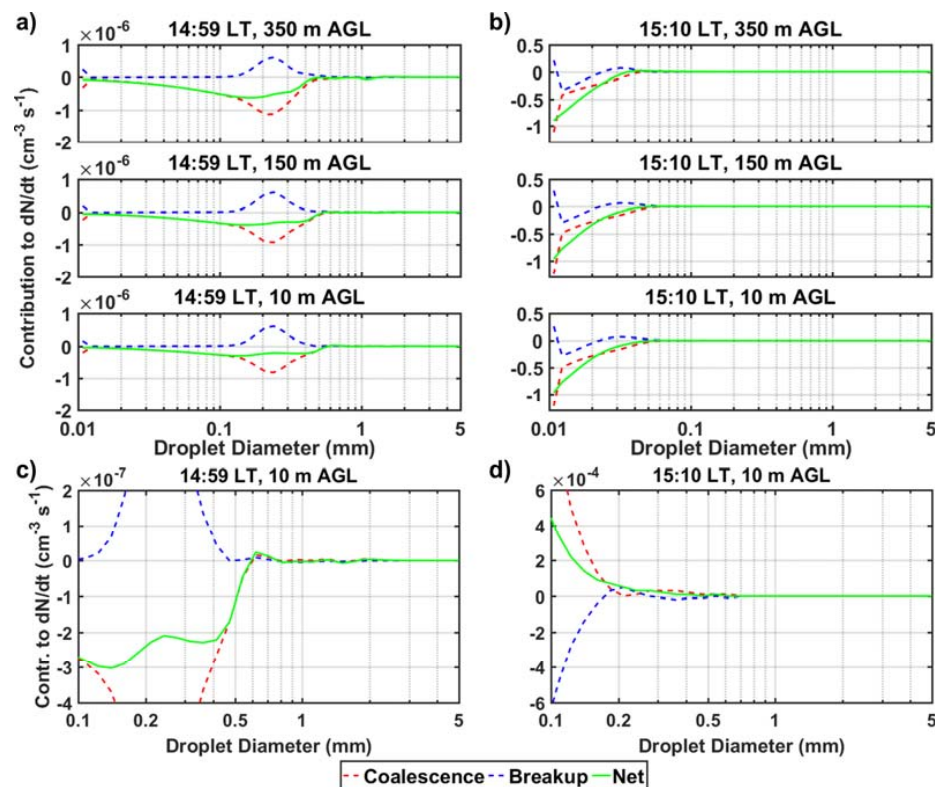 a)
×10⁻⁶ 14:59 LT, 350 m AGL
1
0
-1
-2
×10⁻⁶ 14:59 LT, 150 m AGL
1
0
-1
-2
×10⁻⁶ 14:59 LT, 10 m AGL
1
0
-1
-2
0.01 0.1 1 5
Droplet Diameter (mm)
Contribution to dN/dt (cm⁻³ s⁻¹)
b)
15:10 LT, 350 m AGL
0.5
0
-0.5
-1
15:10 LT, 150 m AGL
0.5
0
-0.5
-1
15:10 LT, 10 m AGL
0.5
0
-0.5
-1
0.01 0.1 1 5
Droplet Diameter (mm)
c)
×10⁻⁷ 14:59 LT, 10 m AGL
2
1
0
-1
-2
-3
-4
0.1 0.2 0.5 1 5
Droplet Diameter (mm)
Contr. to dN/dt (cm⁻³ s⁻¹)
d)
×10⁻⁴ 15:10 LT, 10 m AGL
6
4
2
0
-2
-4
-6
0.1 0.2 0.5 1 5
Droplet Diameter (mm)
Coalescence Breakup Net